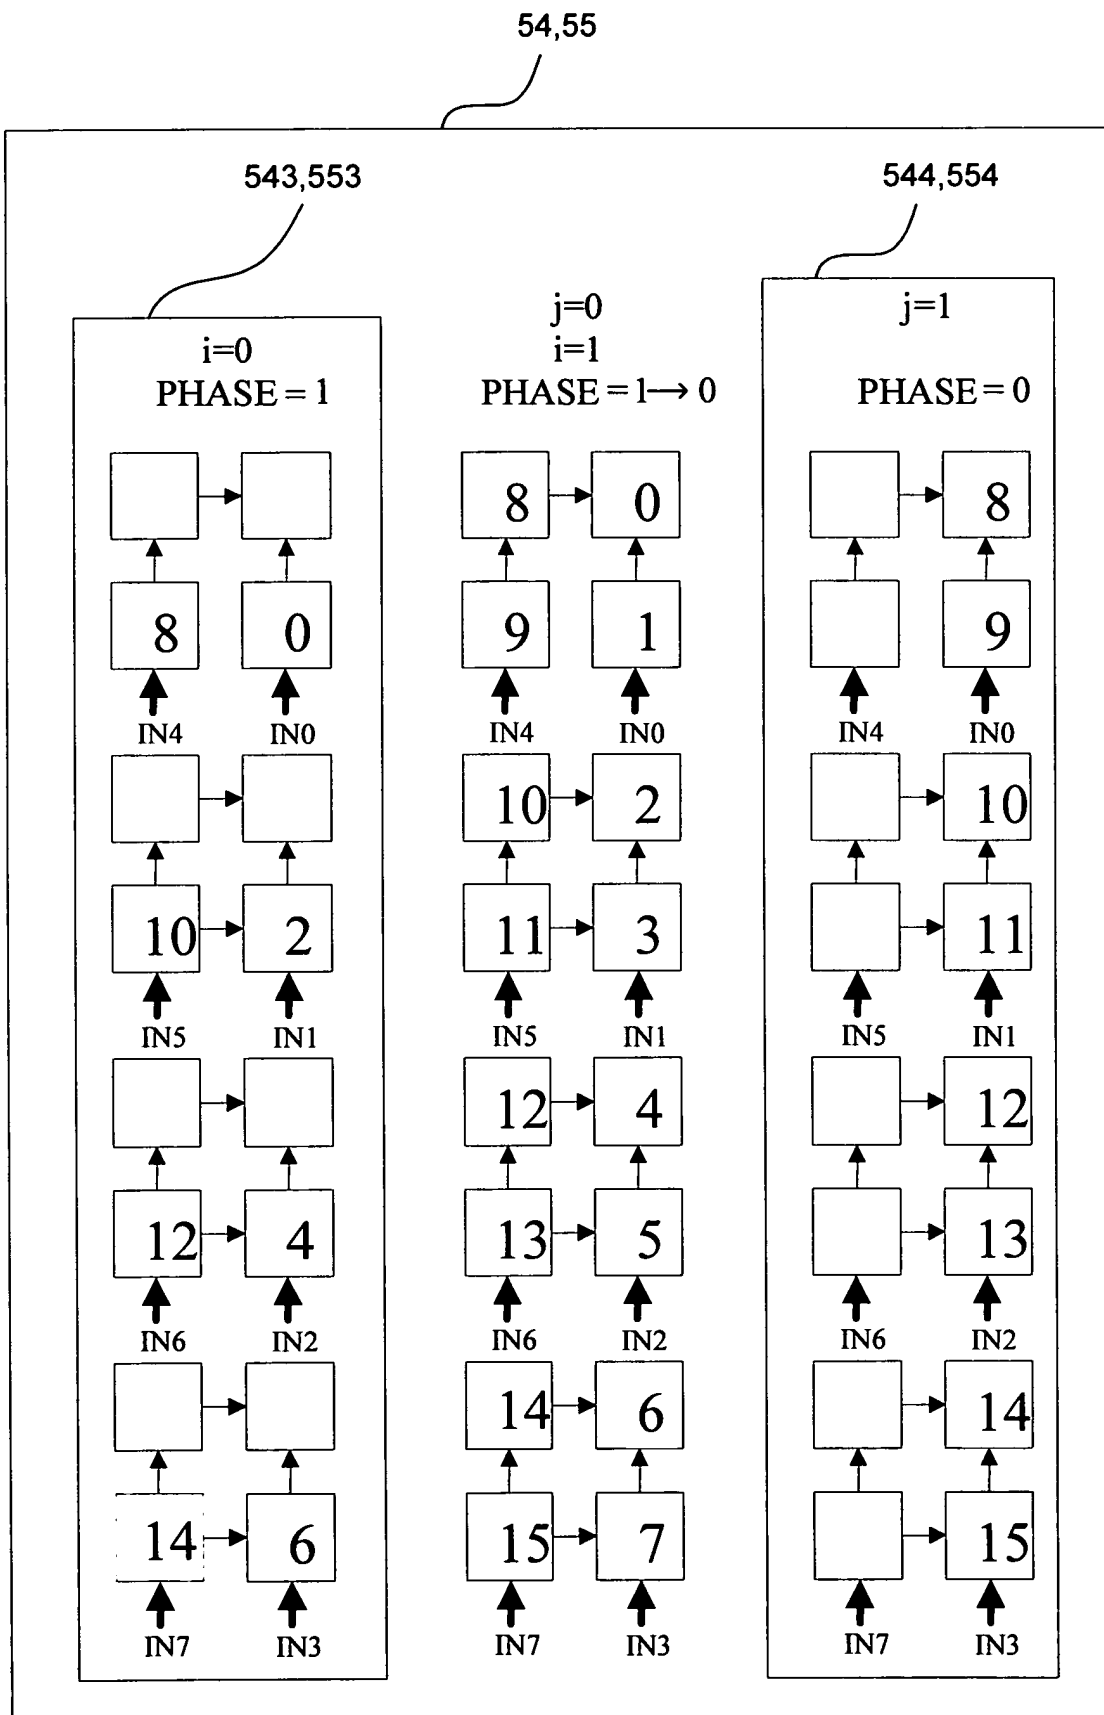 54,55
543,553
544,554
i=0
PHASE = 1
8 0
IN4 IN0
10 2
IN5 IN1
12 4
IN6 IN2
14 6
IN7 IN3
j=0
i=1
PHASE = 1→ 0
8 0
9 1
IN4 IN0
10 2
11 3
IN5 IN1
12 4
13 5
IN6 IN2
14 6
15 7
IN7 IN3
j=1
PHASE = 0
8
9
IN4 IN0
10
11
IN5 IN1
12
13
IN6 IN2
14
15
IN7 IN3